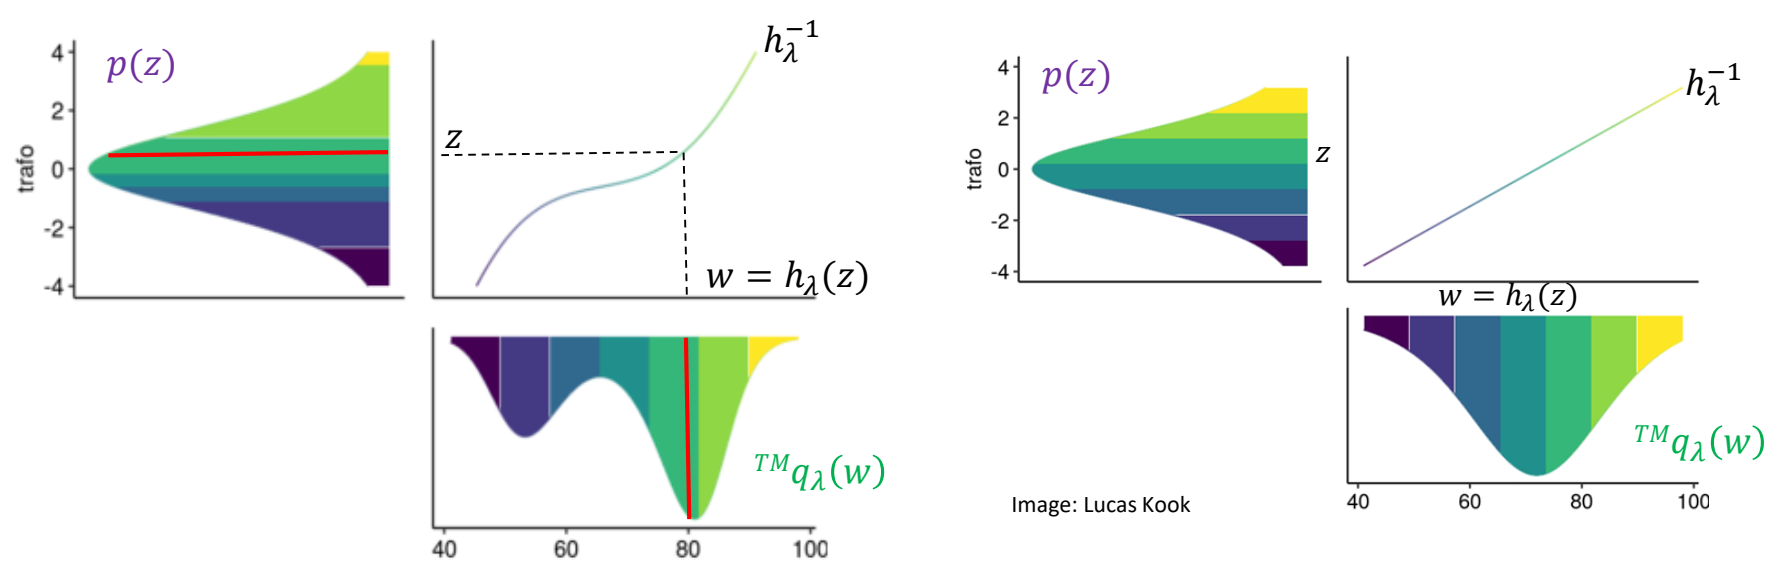 p(z)
h_λ^{-1}
trafo
4
2
0
-2
-4
z
w = h_λ(z)
^{TM}q_λ(w)
40 60 80 100
p(z)
h_λ^{-1}
trafo
4
2
0
-2
-4
z
w = h_λ(z)
^{TM}q_λ(w)
40 60 80 100
Image: Lucas Kook